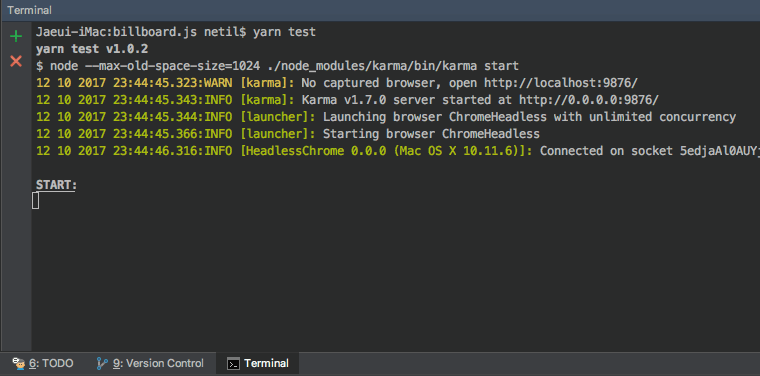 Terminal
Jaeui-iMac:billboard.js netil$ yarn test
yarn test v1.0.2
$ node --max-old-space-size=1024 ./node_modules/karma/bin/karma start
12 10 2017 23:44:45.323:WARN [karma]: No captured browser, open http://localhost:9876/
12 10 2017 23:44:45.343:INFO [karma]: Karma v1.7.0 server started at http://0.0.0.0:9876/
12 10 2017 23:44:45.344:INFO [launcher]: Launching browser ChromeHeadless with unlimited concurrency
12 10 2017 23:44:45.366:INFO [launcher]: Starting browser ChromeHeadless
12 10 2017 23:44:46.316:INFO [HeadlessChrome 0.0.0 (Mac OS X 10.11.6)]: Connected on socket 5edjaAl0AUY
START:
6: TODO 9: Version Control Terminal